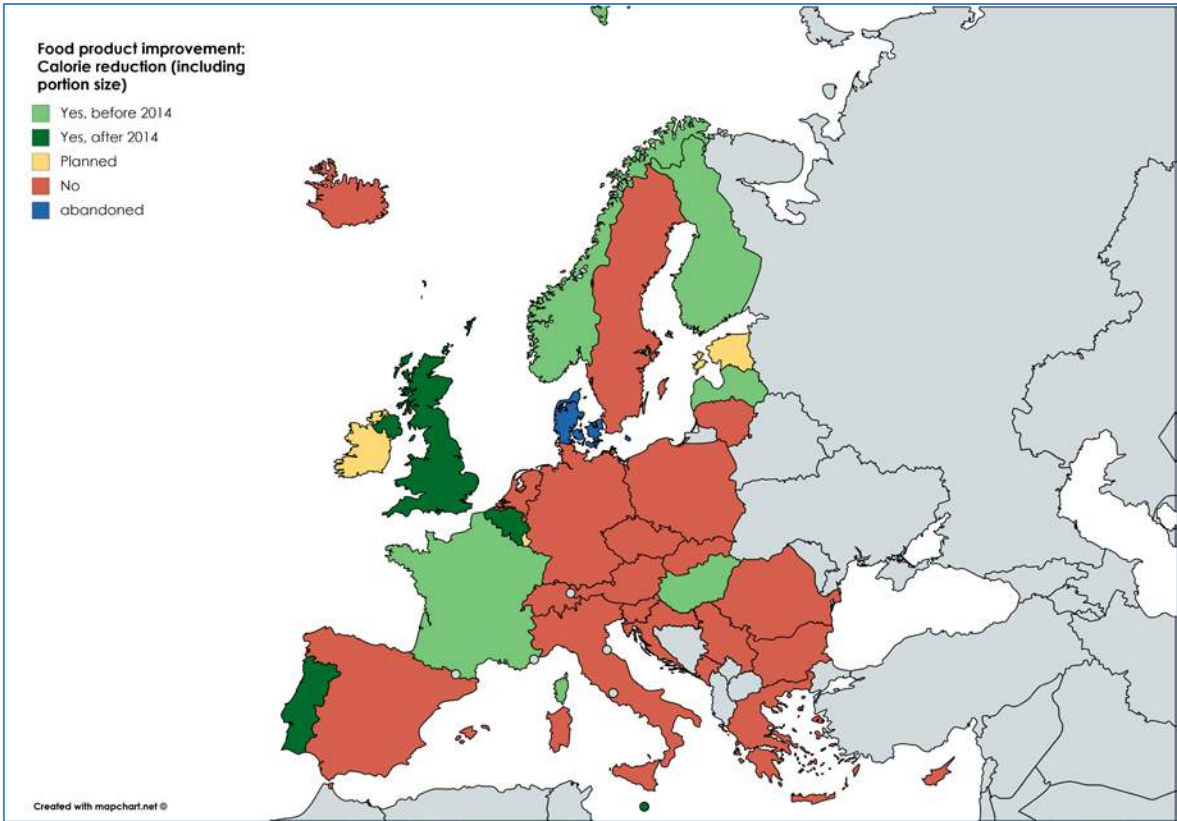 Food product improvement:
Calorie reduction (including
portion size)
Yes, before 2014
Yes, after 2014
Planned
No
abandoned
Created with mapchart.net ©